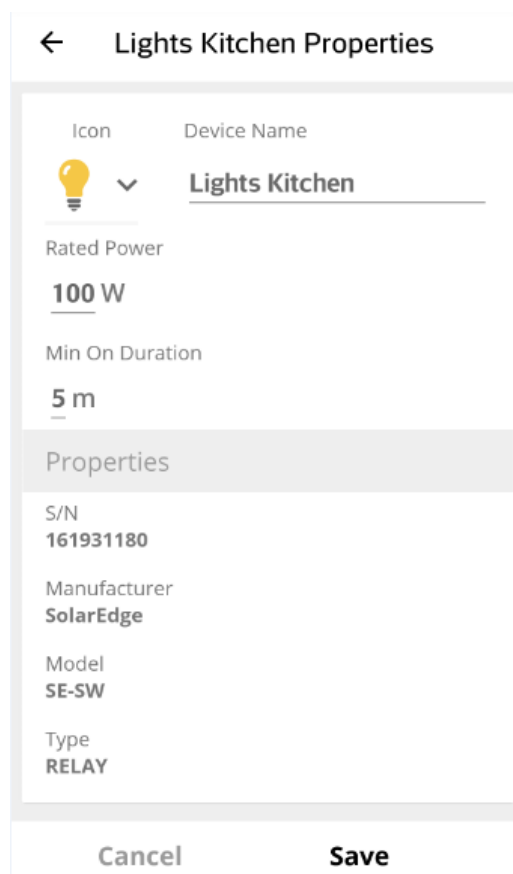 Lights Kitchen Properties
Icon Device Name
Lights Kitchen
Rated Power
100 W
Min On Duration
5 m
Properties
S/N
161931180
Manufacturer
SolarEdge
Model
SE-SW
Type
RELAY
Cancel Save